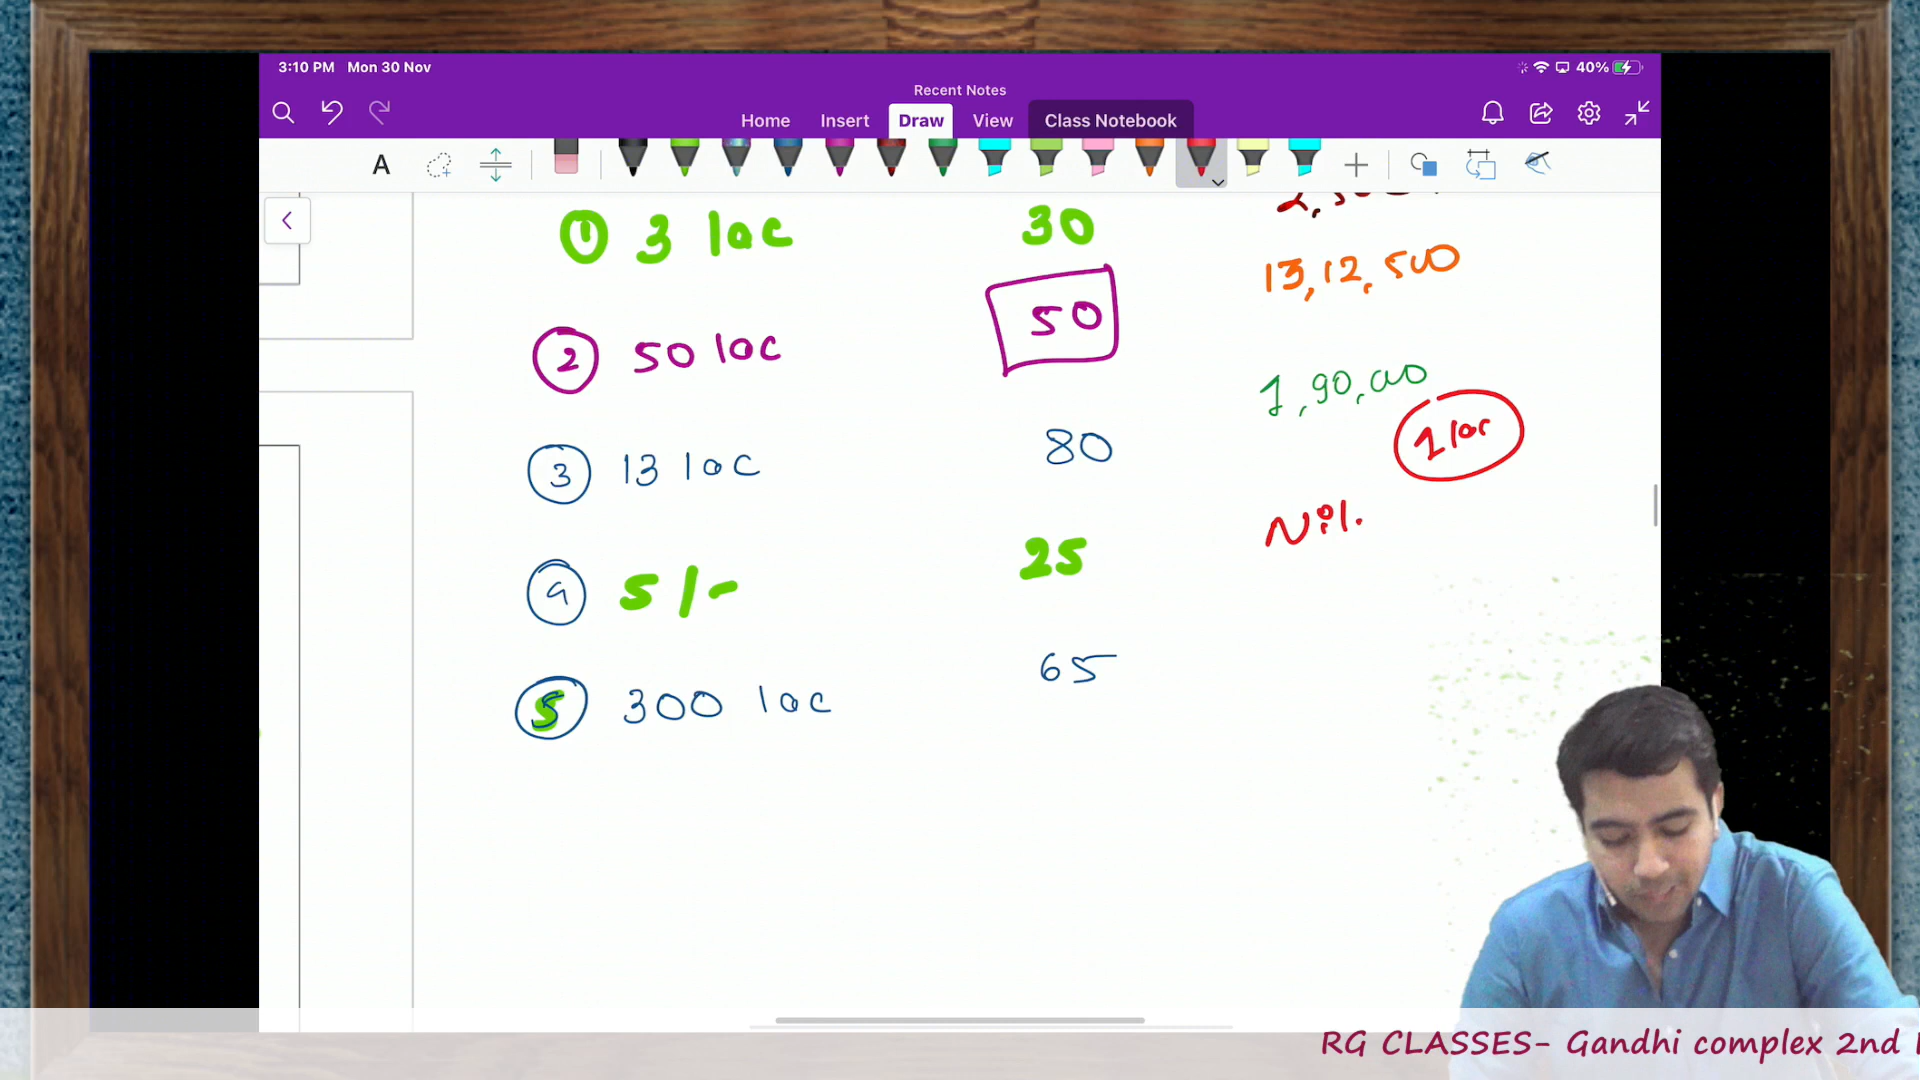 3:10 PM Mon 30 Nov
40%
Recent Notes
Home Insert Draw View Class Notebook
A
① 3 lac 30
13,12,500
② 50 lac 50
1,90,000
1 lac
③ 13 lac 80
Nil.
④ 5/- 25
⑤ 300 lac 65
RG CLASSES- Gandhi complex 2nd